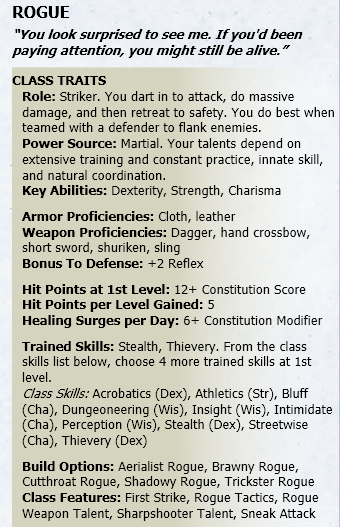 ROGUE
“You look surprised to see me. If you'd been
paying attention, you might still be alive.”
CLASS TRAITS
Role: Striker. You dart in to attack, do massive
damage, and then retreat to safety. You do best when
teamed with a defender to flank enemies.
Power Source: Martial. Your talents depend on
extensive training and constant practice, innate skill,
and natural coordination.
Key Abilities: Dexterity, Strength, Charisma
Armor Proficiencies: Cloth, leather
Weapon Proficiencies: Dagger, hand crossbow,
short sword, shuriken, sling
Bonus To Defense: +2 Reflex
Hit Points at 1st Level: 12+ Constitution Score
Hit Points per Level Gained: 5
Healing Surges per Day: 6+ Constitution Modifier
Trained Skills: Stealth, Thievery. From the class
skills list below, choose 4 more trained skills at 1st
level.
Class Skills: Acrobatics (Dex), Athletics (Str), Bluff
(Cha), Dungeoneering (Wis), Insight (Wis), Intimidate
(Cha), Perception (Wis), Stealth (Dex), Streetwise
(Cha), Thievery (Dex)
Build Options: Aerialist Rogue, Brawny Rogue,
Cutthroat Rogue, Shadowy Rogue, Trickster Rogue
Class Features: First Strike, Rogue Tactics, Rogue
Weapon Talent, Sharpshooter Talent, Sneak Attack